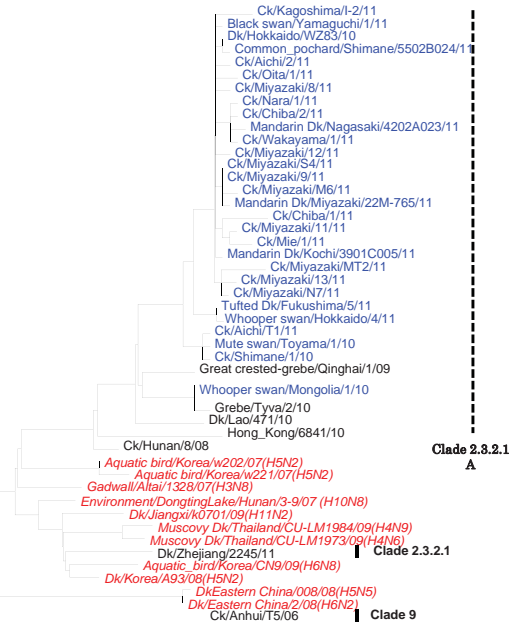 Ck/Kagoshima/I-2/11
Black swan/Yamaguchi/1/11
Dk/Hokkaido/WZ83/10
Common_pochard/Shimane/5502B024/11
Ck/Aichi/2/11
Ck/Oita/1/11
Ck/Miyazaki/8/11
Ck/Nara/1/11
Ck/Chiba/2/11
Mandarin Dk/Nagasaki/4202A023/11
Ck/Wakayama/1/11
Ck/Miyazaki/12/11
Ck/Miyazaki/S4/11
Ck/Miyazaki/9/11
Ck/Miyazaki/M6/11
Mandarin Dk/Miyazaki/22M-765/11
Ck/Chiba/1/11
Ck/Miyazaki/11/11
Ck/Mie/1/11
Mandarin Dk/Kochi/3901C005/11
Ck/Miyazaki/MT2/11
Ck/Miyazaki/13/11
Ck/Miyazaki/N7/11
Tufted Dk/Fukushima/5/11
Whooper swan/Hokkaido/4/11
Ck/Aichi/T1/11
Mute swan/Toyama/1/10
Ck/Shimane/1/10
Great crested-grebe/Qinghai/1/09
Whooper swan/Mongolia/1/10
Grebe/Tyva/2/10
Dk/Lao/471/10
Hong_Kong/6841/10
Ck/Hunan/8/08
Clade 2.3.2.1
A
Aquatic bird/Korea/w202/07(H5N2)
Aquatic bird/Korea/w221/07(H5N2)
Gadwall/Altai/1328/07(H3N8)
Environment/DongtingLake/Hunan/3-9/07 (H10N8)
Dk/Jiangxi/k0701/09(H11N2)
Muscovy Dk/Thailand/CU-LM1984/09(H4N9)
Muscovy Dk/Thailand/CU-LM1973/09(H4N6)
Dk/Zhejiang/2245/11 Clade 2.3.2.1
Aquatic_bird/Korea/CN9/09(H6N8)
Dk/Korea/A93/08(H5N2)
DkEastern China/008/08(H5N5)
Dk/Eastern China/2/08(H6N2)
Ck/Anhui/T5/06 Clade 9